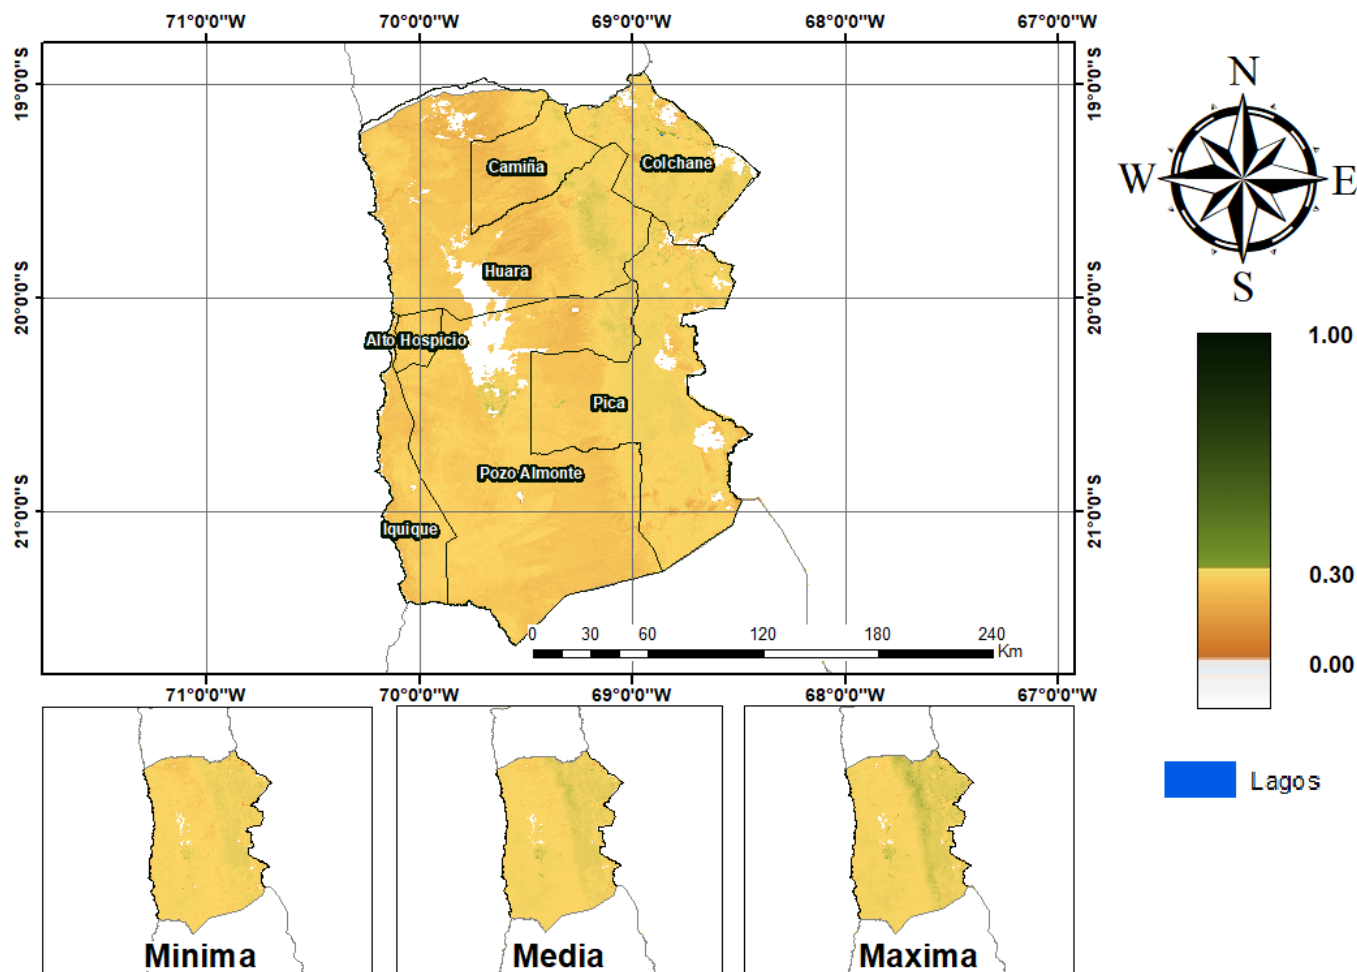 71°0'0"W 70°0'0"W 69°0'0"W 68°0'0"W 67°0'0"W
19°0'0"S
19°0'0"S
20°0'0"S
20°0'0"S
21°0'0"S
21°0'0"S
Camiña
Colchane
Huara
Alto Hospicio
Pica
Pozo Almonte
Iquique
0 30 60 120 180 240
Km
71°0'0"W 70°0'0"W 69°0'0"W 68°0'0"W 67°0'0"W
N
W E
S
1.00
0.30
0.00
Lagos
Minima
Media
Maxima